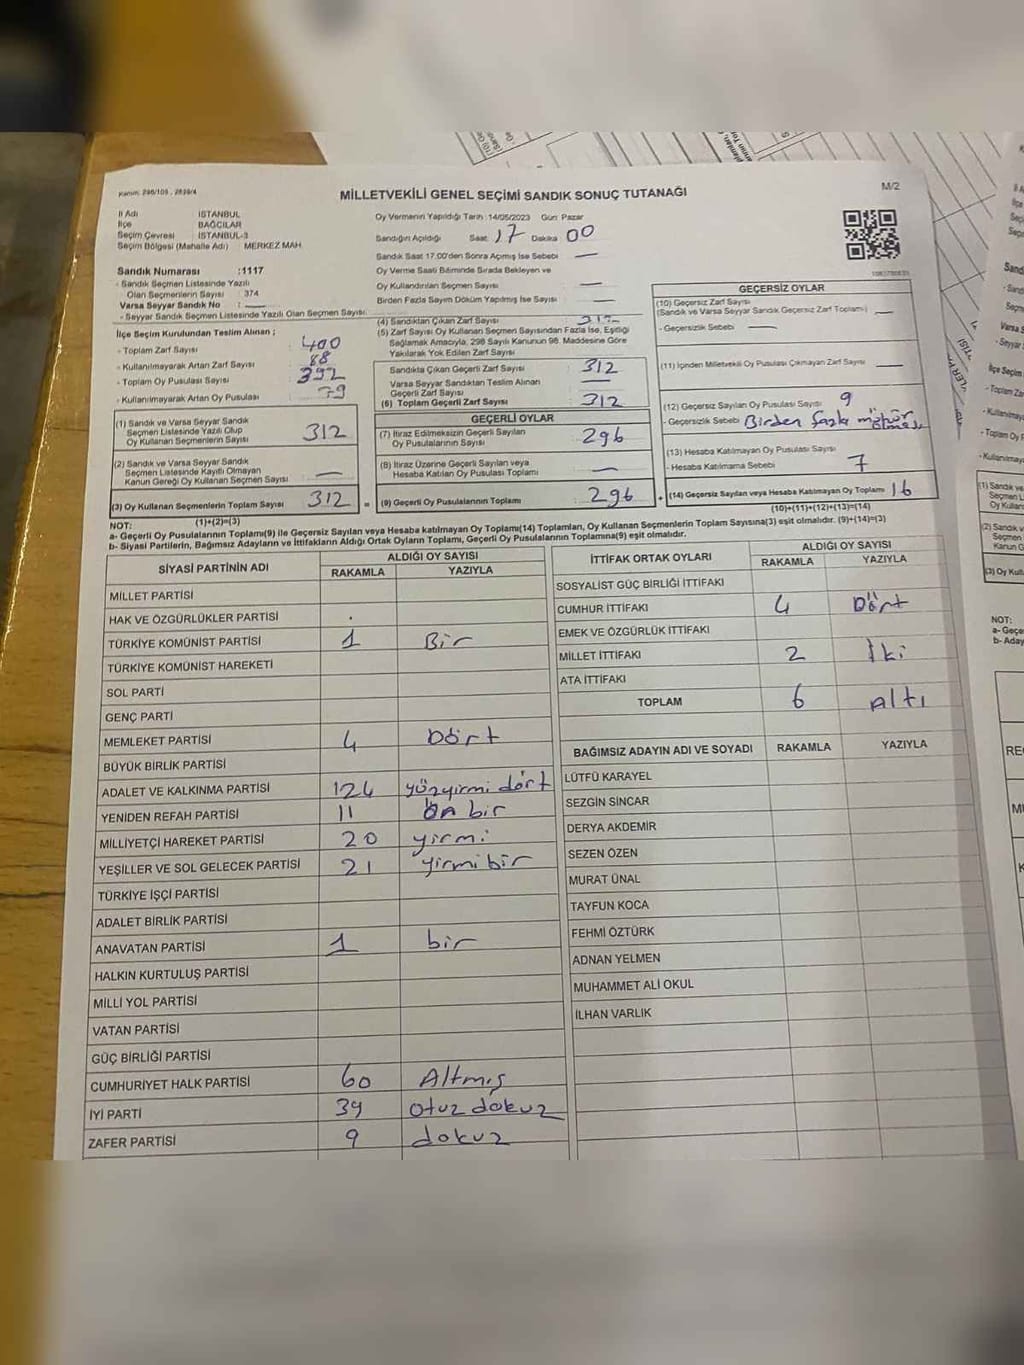 Kanun: 298/105 , 2839/4
MİLLETVEKİLİ GENEL SEÇİMİ SANDIK SONUÇ TUTANAĞI
M/2
İl Adı İSTANBUL
İlçe BAĞCILAR
Seçim Çevresi İSTANBUL-3
Seçim Bölgesi (Mahalle Adı) MERKEZ MAH.
Sandık Numarası :1117
- Sandık Seçmen Listesinde Yazılı
Olan Seçmenlerin Sayısı : 374
Varsa Seyyar Sandık No : —
- Seyyar Sandık Seçmen Listesinde Yazılı Olan Seçmen Sayısı:
Oy Vermenin Yapıldığı Tarih :14/05/2023 Gün: Pazar
Sandığın Açıldığı Saat 17 Dakika 00
Sandık Saat 17.00'den Sonra Açılmış İse Sebebi —
Oy Verme Saati Bitiminde Sırada Bekleyen ve
Oy Kullandırılan Seçmen Sayısı —
Birden Fazla Sayım Döküm Yapılmış İse Sayısı —
İlçe Seçim Kurulundan Teslim Alınan ;
- Toplam Zarf Sayısı 400
- Kullanılmayarak Artan Zarf Sayısı 88
- Toplam Oy Pusulası Sayısı 392
- Kullanılmayarak Artan Oy Pusulası 79
(1) Sandık ve Varsa Seyyar Sandık
Seçmen Listesinde Yazılı Olup
Oy Kullanan Seçmenlerin Sayısı 312
(2) Sandık ve Varsa Seyyar Sandık
Seçmen Listesinde Kayıtlı Olmayan
Kanun Gereği Oy Kullanan Seçmen Sayısı —
(3) Oy Kullanan Seçmenlerin Toplam Sayısı 312
(1)+(2)=(3)
(4) Sandıktan Çıkan Zarf Sayısı 312
(5) Zarf Sayısı Oy Kullanan Seçmen Sayısından Fazla İse, Eşitliği
Sağlamak Amacıyla, 298 Sayılı Kanunun 98. Maddesine Göre
Yakılarak Yok Edilen Zarf Sayısı
Sandıkta Çıkan Geçerli Zarf Sayısı : 312
Varsa Seyyar Sandıktan Teslim Alınan
Geçerli Zarf Sayısı —
(6) Toplam Geçerli Zarf Sayısı : 312
GEÇERLİ OYLAR
(7) İtiraz Edilmeksizin Geçerli Sayılan
Oy Pusulalarının Sayısı : 296
(8) İtiraz Üzerine Geçerli Sayılan veya
Hesaba Katılan Oy Pusulası Toplamı —
= (9) Geçerli Oy Pusulalarının Toplamı : 296
GEÇERSİZ OYLAR
(10) Geçersiz Zarf Sayısı
(Sandık ve Varsa Seyyar Sandık Geçersiz Zarf Toplamı) : —
- Geçersizlik Sebebi : —
(11) İçinden Milletvekili Oy Pusulası Çıkmayan Zarf Sayısı —
(12) Geçersiz Sayılan Oy Pusulası Sayısı : 9
- Geçersizlik Sebebi : Birden fazla mühür
(13) Hesaba Katılmayan Oy Pusulası Sayısı
- Hesaba Katılmama Sebebi : 7
+ (14) Geçersiz Sayılan veya Hesaba Katılmayan Oy Toplamı : 16
(10)+(11)+(12)+(13)=(14)
NOT:
a- Geçerli Oy Pusulalarının Toplamı(9) ile Geçersiz Sayılan veya Hesaba katılmayan Oy Toplamı(14) Toplamları, Oy Kullanan Seçmenlerin Toplam Sayısına(3) eşit olmalıdır. (9)+(14)=(3)
b- Siyasi Partilerin, Bağımsız Adayların ve İttifakların Aldığı Ortak Oyların Toplamı, Geçerli Oy Pusulalarının Toplamına(9) eşit olmalıdır.
SİYASİ PARTİNİN ADI ALDIĞI OY SAYISI
RAKAMLA YAZIYLA
MİLLET PARTİSİ
HAK VE ÖZGÜRLÜKLER PARTİSİ
TÜRKİYE KOMÜNİST PARTİSİ 1 Bir
TÜRKİYE KOMÜNİST HAREKETİ
SOL PARTİ
GENÇ PARTİ
MEMLEKET PARTİSİ 4 Dört
BÜYÜK BİRLİK PARTİSİ
ADALET VE KALKINMA PARTİSİ 124 yüzyirmi dört
YENİDEN REFAH PARTİSİ 11 on bir
MİLLİYETÇİ HAREKET PARTİSİ 20 yirmi
YEŞİLLER VE SOL GELECEK PARTİSİ 21 yirmibir
TÜRKİYE İŞÇİ PARTİSİ
ADALET BİRLİK PARTİSİ
ANAVATAN PARTİSİ 1 bir
HALKIN KURTULUŞ PARTİSİ
MİLLİ YOL PARTİSİ
VATAN PARTİSİ
GÜÇ BİRLİĞİ PARTİSİ
CUMHURİYET HALK PARTİSİ 60 Altmış
İYİ PARTİ 39 otuz dokuz
ZAFER PARTİSİ 9 dokuz
İTTİFAK ORTAK OYLARI ALDIĞI OY SAYISI
RAKAMLA YAZIYLA
SOSYALİST GÜÇ BİRLİĞİ İTTİFAKI
CUMHUR İTTİFAKI 4 Dört
EMEK VE ÖZGÜRLÜK İTTİFAKI
MİLLET İTTİFAKI 2 İki
ATA İTTİFAKI
TOPLAM 6 Altı
BAĞIMSIZ ADAYIN ADI VE SOYADI RAKAMLA YAZIYLA
LÜTFÜ KARAYEL
SEZGİN SİNCAR
DERYA AKDEMİR
SEZEN ÖZEN
MURAT ÜNAL
TAYFUN KOCA
FEHMİ ÖZTÜRK
ADNAN YELMEN
MUHAMMET ALİ OKUL
İLHAN VARLIK